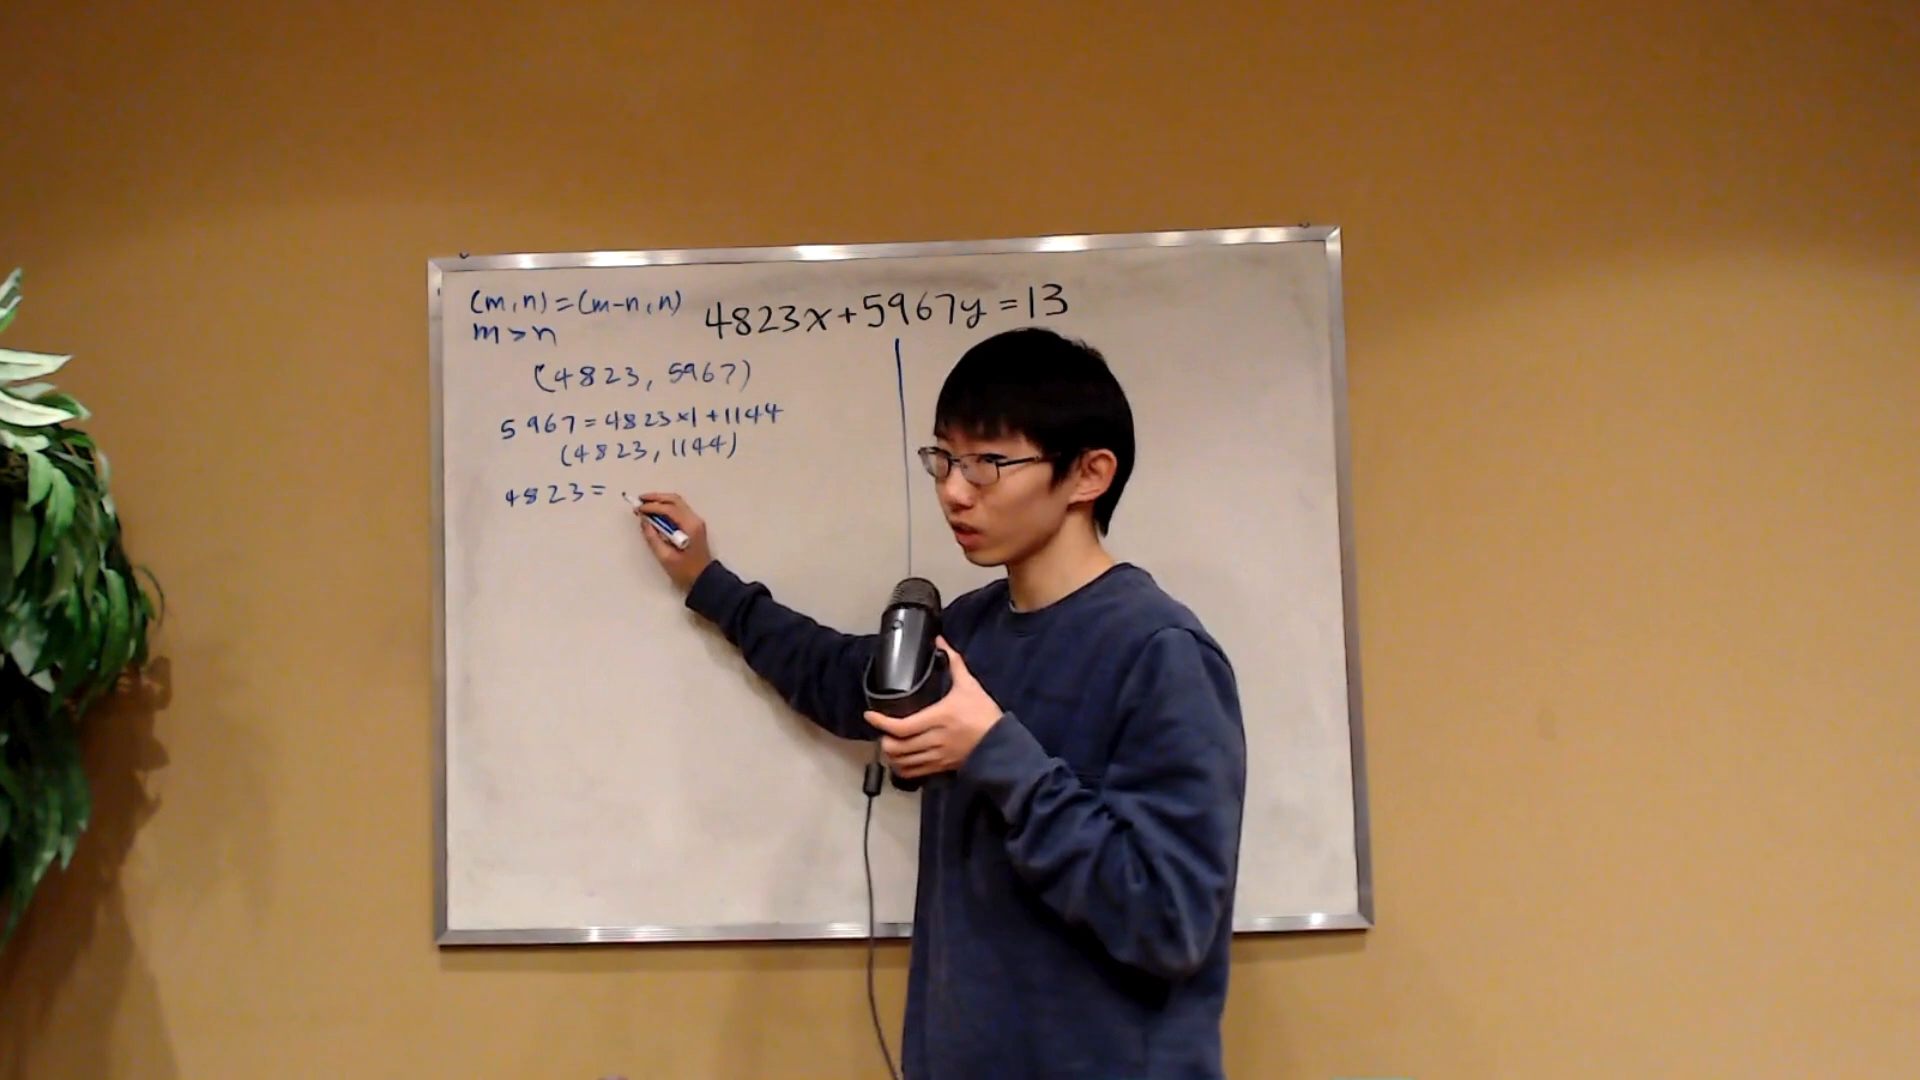 (m,n)=(m-n,n)
m>n
4823x+5967y=13
(4823, 5967)
5967=4823×1+1144
(4823, 1144)
4823=